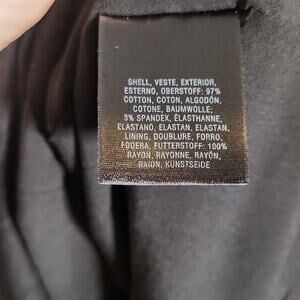 SHELL, VESTE, EXTERIOR,
ESTERNO, OBERSTOFF: 97%
COTTON, COTON, ALGODÓN,
COTONE, BAUMWOLLE:
3% SPANDEX, ÉLASTHANNE,
ELASTANO, ELASTAN, ELASTAN,
LINING, DOUBLURE, FORRO,
FODERA, FUTTERSTOFF: 100%
RAYON, RAYONNE, RAYÓN,
RAION, KUNSTSEIDE